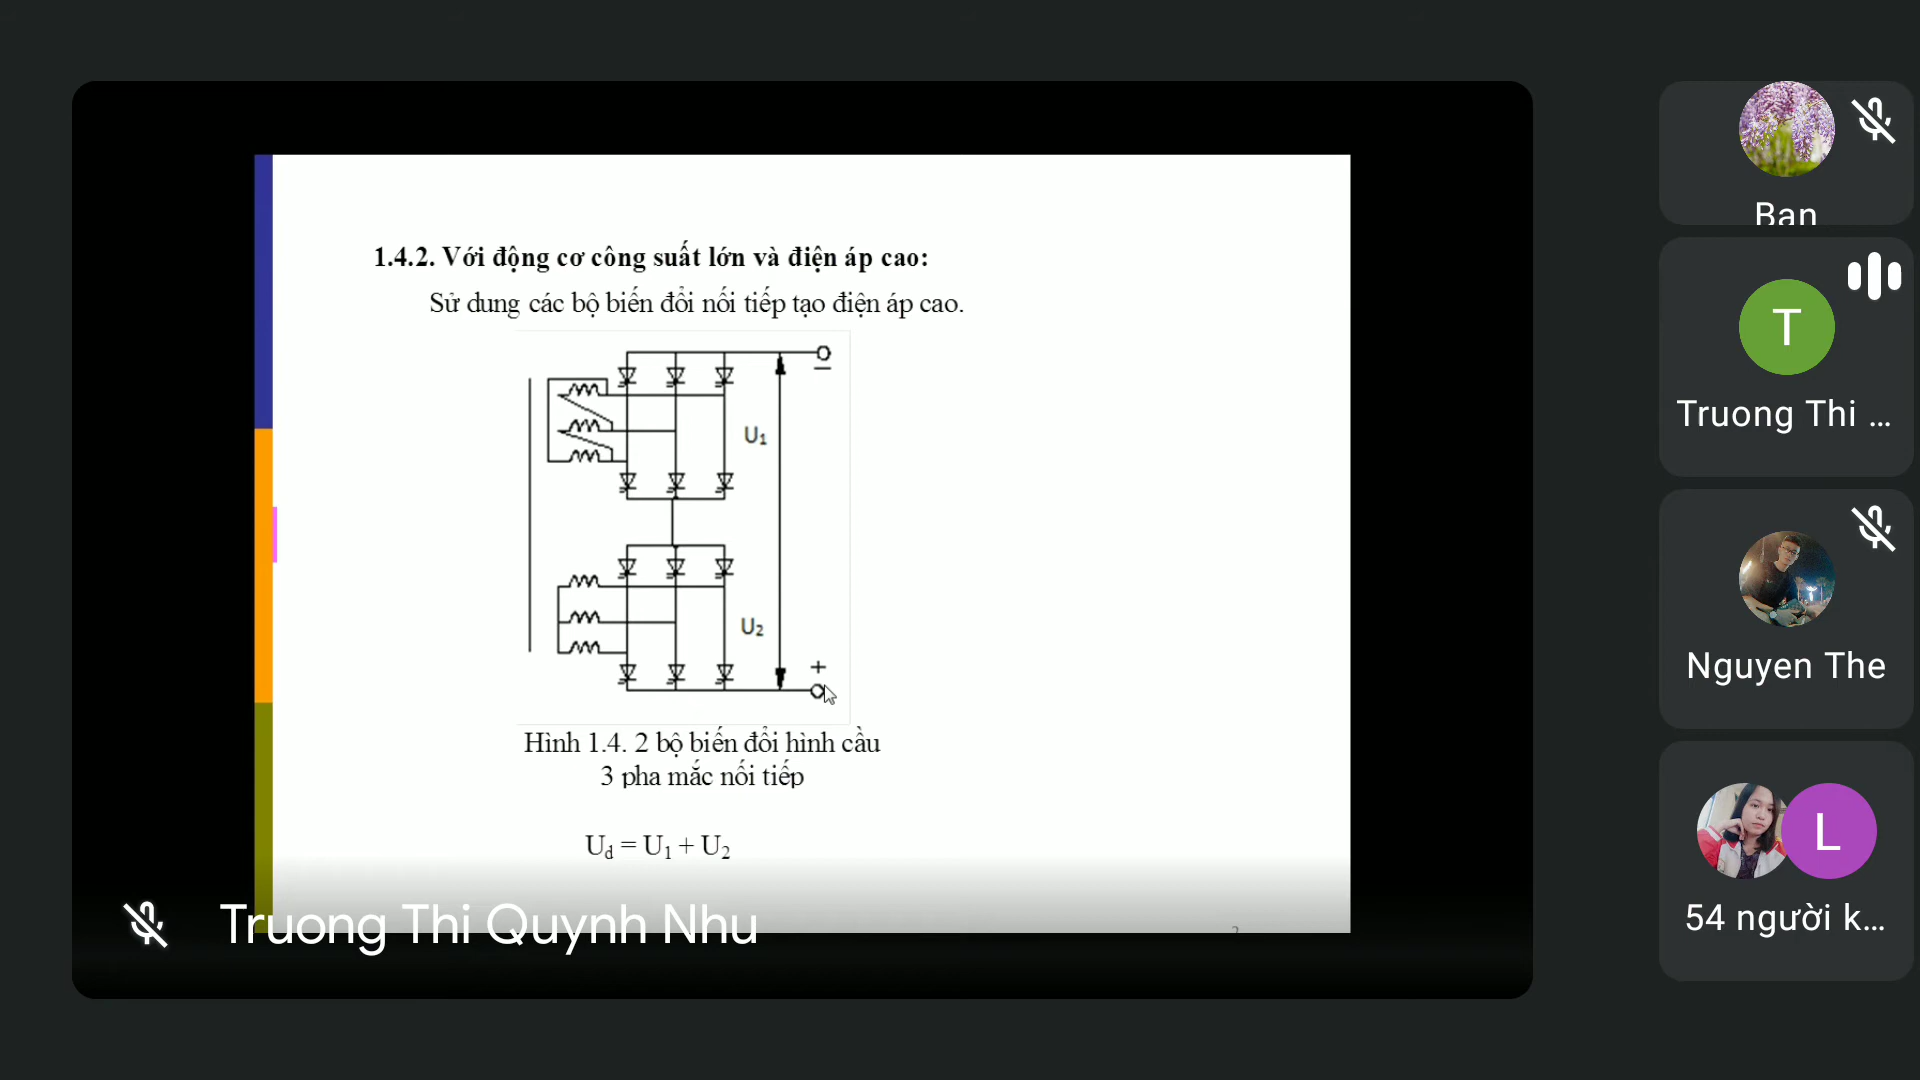 1.4.2. Với động cơ công suất lớn và điện áp cao:
Sử dung các bộ biến đổi nối tiếp tạo điện áp cao.
U₁
U₂
+
Hình 1.4. 2 bộ biến đổi hình cầu
3 pha mắc nối tiếp
U_d = U₁ + U₂
Truong Thi Quynh Nhu
Ban
T
Truong Thi ...
Nguyen The
L
54 người k...